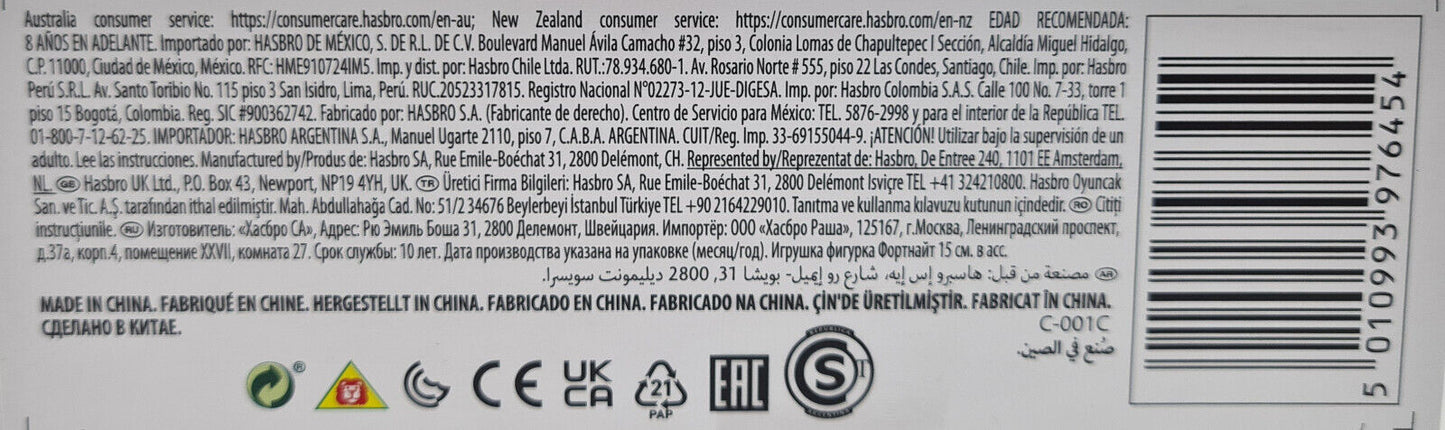 Australia consumer service: https://consumercare.hasbro.com/en-au; New Zealand consumer service: https://consumercare.hasbro.com/en-nz EDAD RECOMENDADA:
8 AÑOS EN ADELANTE. Importado por: HASBRO DE MÉXICO, S. DE R.L. DE C.V. Boulevard Manuel Ávila Camacho #32, piso 3, Colonia Lomas de Chapultepec I Sección, Alcaldía Miguel Hidalgo,
C.P. 11000, Ciudad de México, México. RFC: HME910724IM5. Imp. y dist. por: Hasbro Chile Ltda. RUT.:78.934.680-1. Av. Rosario Norte # 555, piso 22 Las Condes, Santiago, Chile. Imp. por: Hasbro
Perú S.R.L. Av. Santo Toribio No. 115 piso 3 San Isidro, Lima, Perú. RUC.20523317815. Registro Nacional N°02273-12-JUE-DIGESA. Imp. por: Hasbro Colombia S.A.S. Calle 100 No. 7-33, torre 1
piso 15 Bogotá, Colombia. Reg. SIC #900362742. Fabricado por: HASBRO S.A. (Fabricante de derecho). Centro de Servicio para México: TEL. 5876-2998 y para el interior de la República TEL.
01-800-7-12-62-25. IMPORTADOR: HASBRO ARGENTINA S.A., Manuel Ugarte 2110, piso 7, C.A.B.A. ARGENTINA. CUIT/Reg. Imp. 33-69155044-9. ¡ATENCIÓN! Utilizar bajo la supervisión de un
adulto. Lee las instrucciones. Manufactured by/Produs de: Hasbro SA, Rue Emile-Boéchat 31, 2800 Delémont, CH. Represented by/Reprezentat de: Hasbro, De Entree 240, 1101 EE Amsterdam,
NL. GB Hasbro UK Ltd., P.O. Box 43, Newport, NP19 4YH, UK. TR Üretici Firma Bilgileri: Hasbro SA, Rue Emile-Boéchat 31, 2800 Delémont Isviçre TEL +41 324210800. Hasbro Oyuncak
San. ve Tic. A.Ş. tarafından ithal edilmiştir. Mah. Abdullahağa Cad. No: 51/2 34676 Beylerbeyi İstanbul Türkiye TEL +90 2164229010. Tanıtma ve kullanma kılavuzu kutunun içindedir. RO Citiți
instrucțiunile. RU Изготовитель: «Хасбро СА», Адрес: Рю Эмиль Боша 31, 2800 Делемонт, Швейцария. Импортёр: ООО «Хасбро Раша», 125167, г.Москва, Ленинградский проспект,
д.37а, корп.4, помещение XXVII, комната 27. Срок службы: 10 лет. Дата производства указана на упаковке (месяц/год). Игрушка фигурка Фортнайт 15 см. в асс.
AR مصنعة من قبل: هاسبرو إس إيه، شارع رو إيميل- بويشا 31, 2800 ديليمونت سويسرا.
MADE IN CHINA. FABRIQUÉ EN CHINE. HERGESTELLT IN CHINA. FABRICADO EN CHINA. FABRICADO NA CHINA. ÇİN'DE ÜRETİLMİŞTİR. FABRICAT ÎN CHINA.
СДЕЛАНО В КИТАЕ.
C-001C
صُنع في الصين.
® CE UK CA 21 PAP EAC REPUBLICA S T ARGENTINA
5 010993 976454